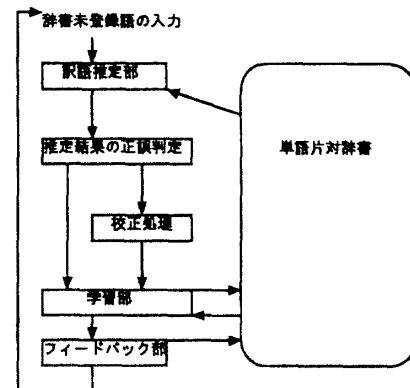 辞書未登録語の入力
訳語推定部
推定結果の正誤判定
単語片対辞書
校正処理
学習部
フィードバック部